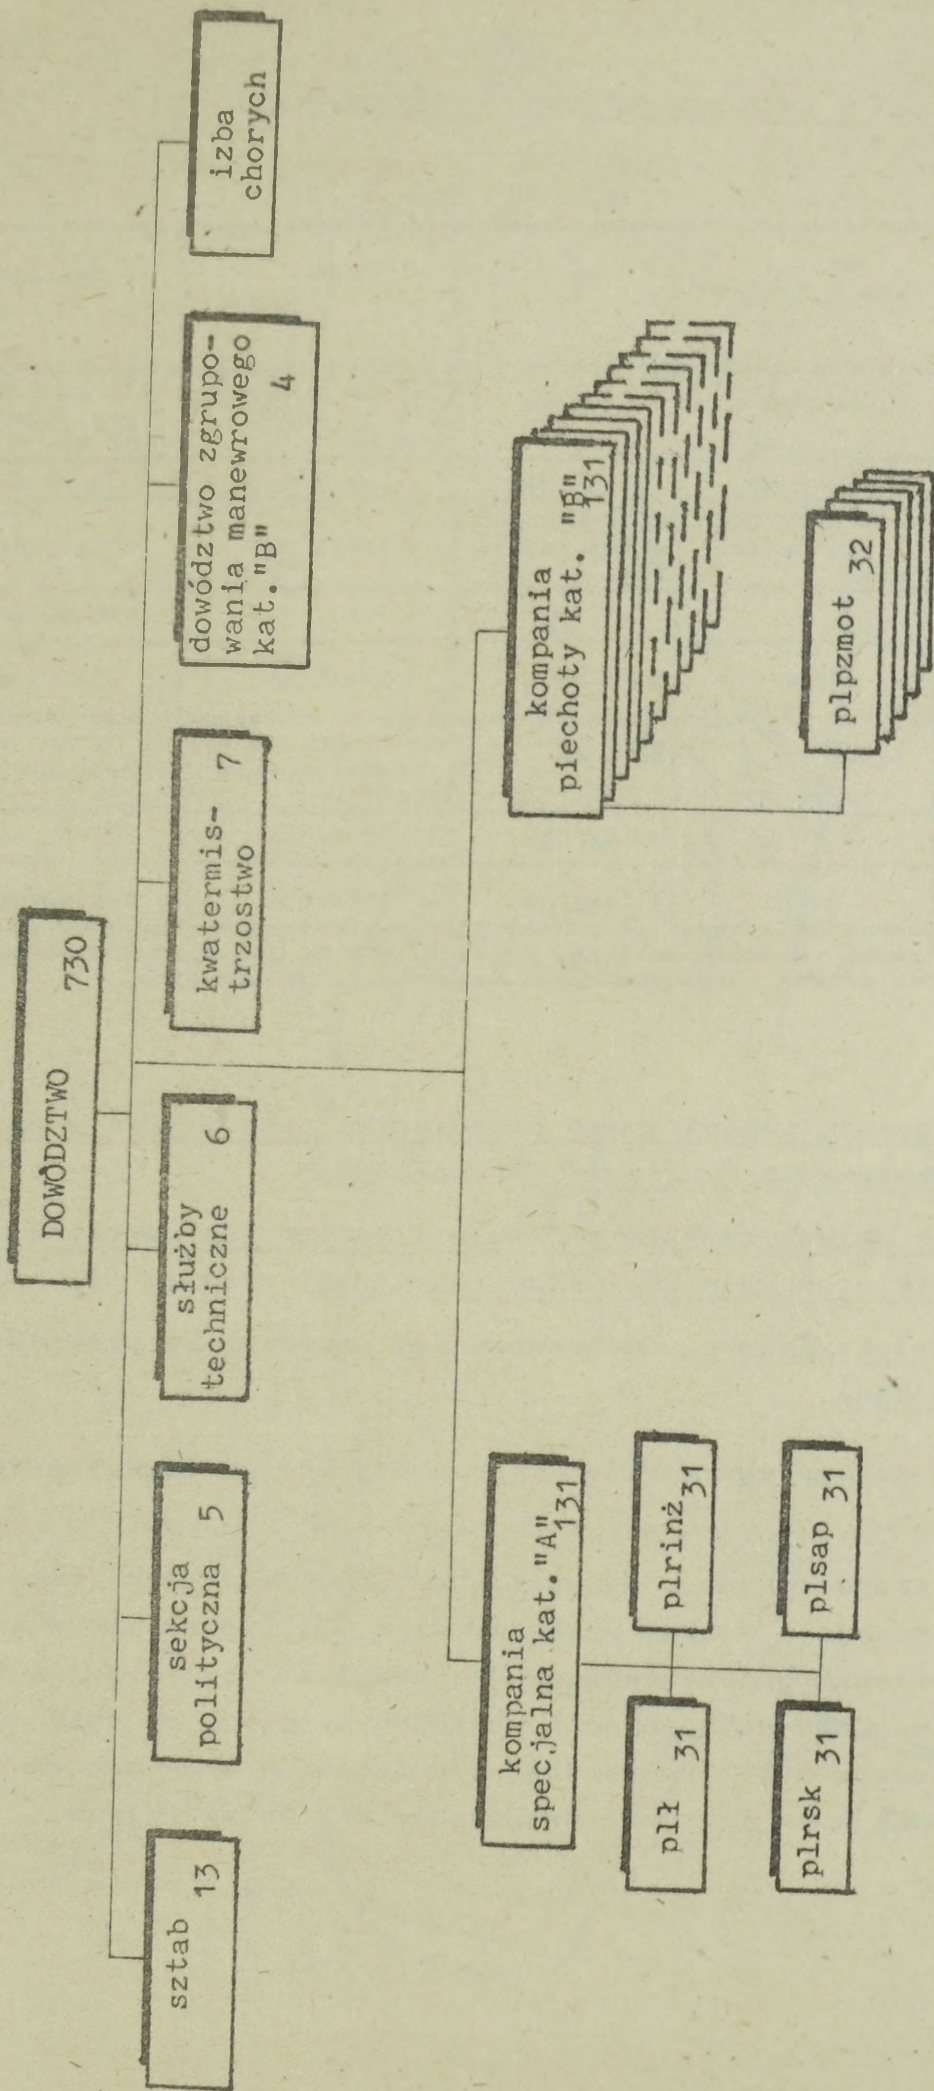 DOWÓDZTWO 730
sztab 13
sekcja
polityczna 5
służby
techniczne 6
kwatermis-
trzostwo 7
dowództwo zgrupo-
wania manewrowego
kat."B" 4
izba
chorych
kompania
specjalna kat."A"
131
kompania
piechoty kat. "B"
131
plł 31
plrinż 31
plrsk 31
plsap 31
plpzmot 32